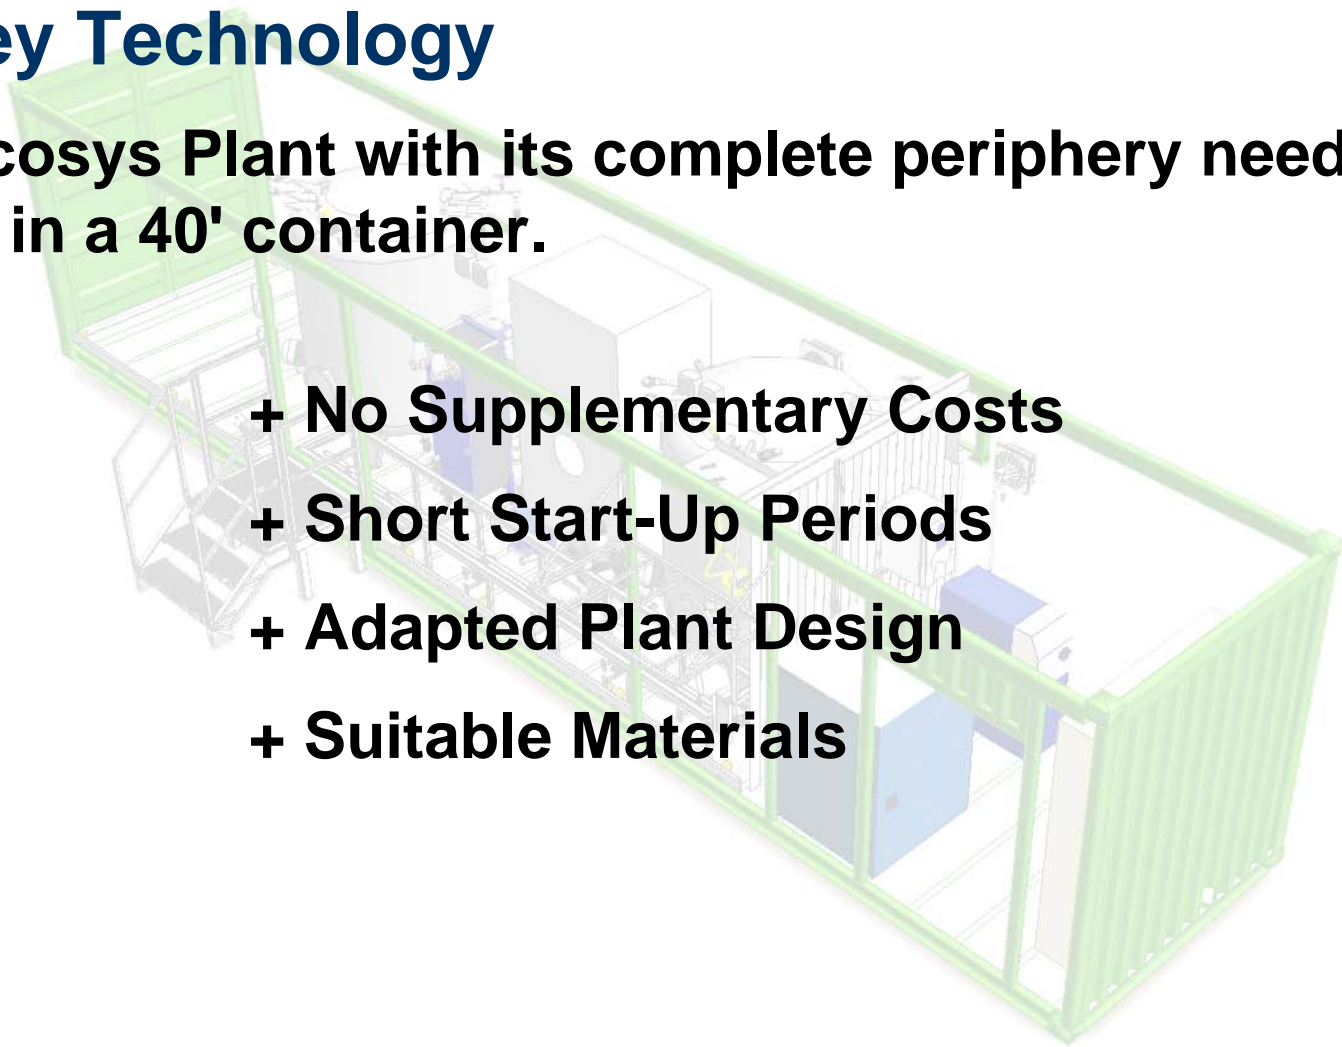 ey Technology
cosys Plant with its complete periphery need
in a 40' container.
+ No Supplementary Costs
+ Short Start-Up Periods
+ Adapted Plant Design
+ Suitable Materials